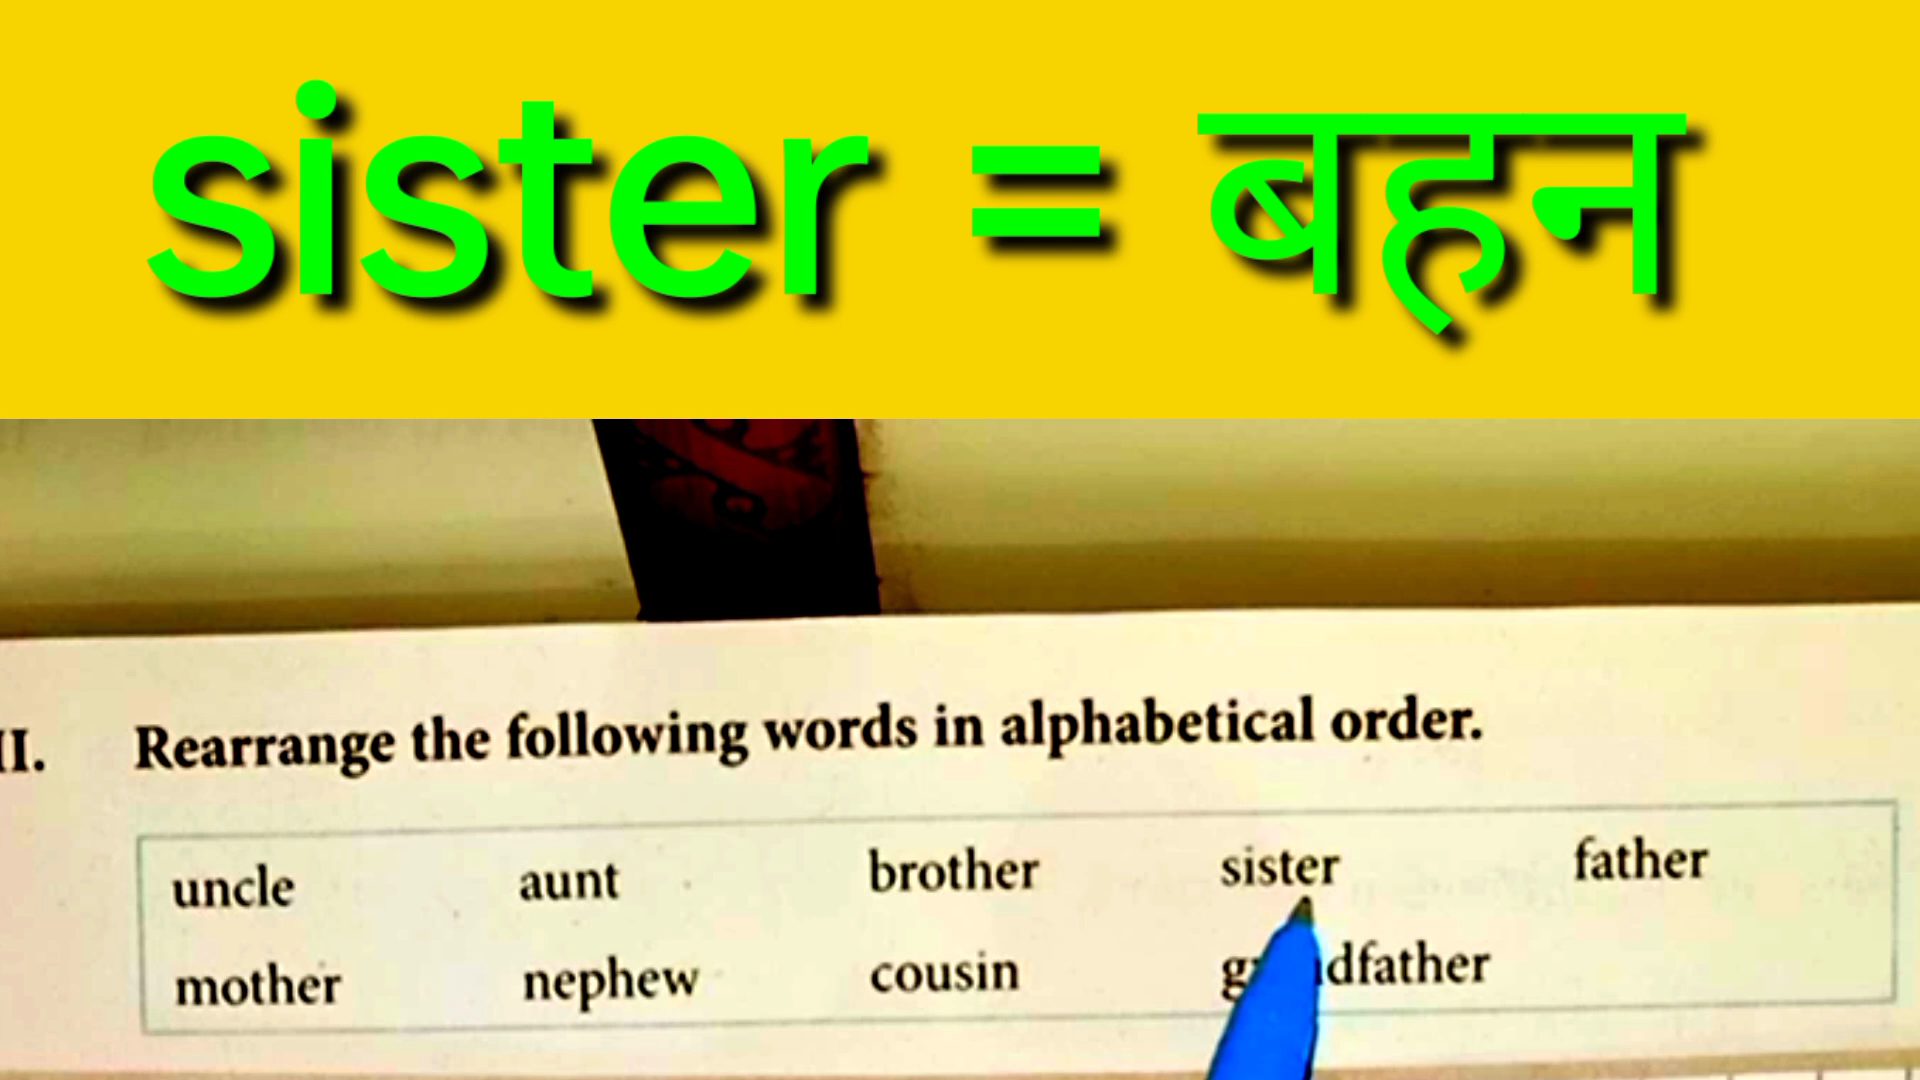 sister = बहन
II. Rearrange the following words in alphabetical order.
uncle aunt brother sister father
mother nephew cousin